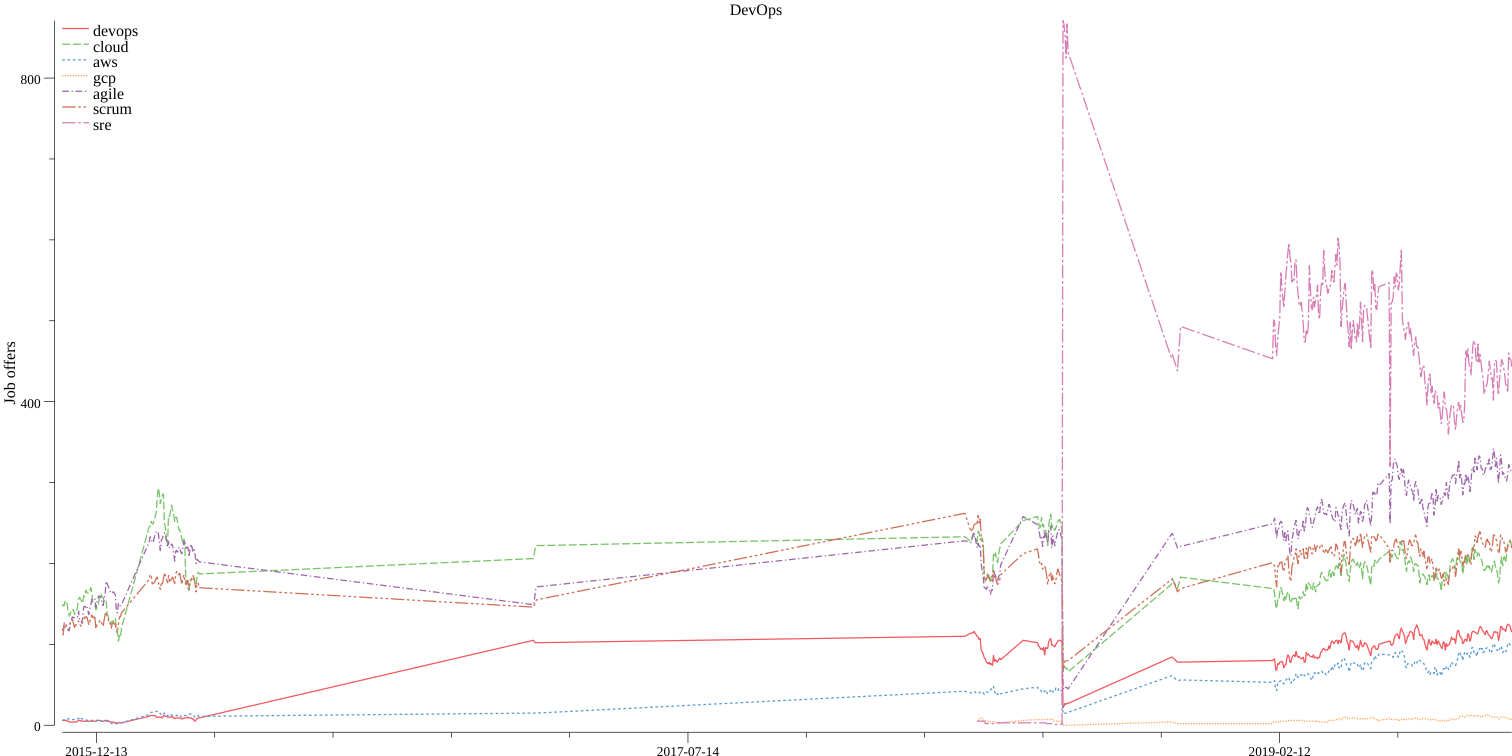 DevOps
devops
cloud
aws
gcp
agile
scrum
sre
800
400
0
Job offers
2015-12-13
2017-07-14
2019-02-12